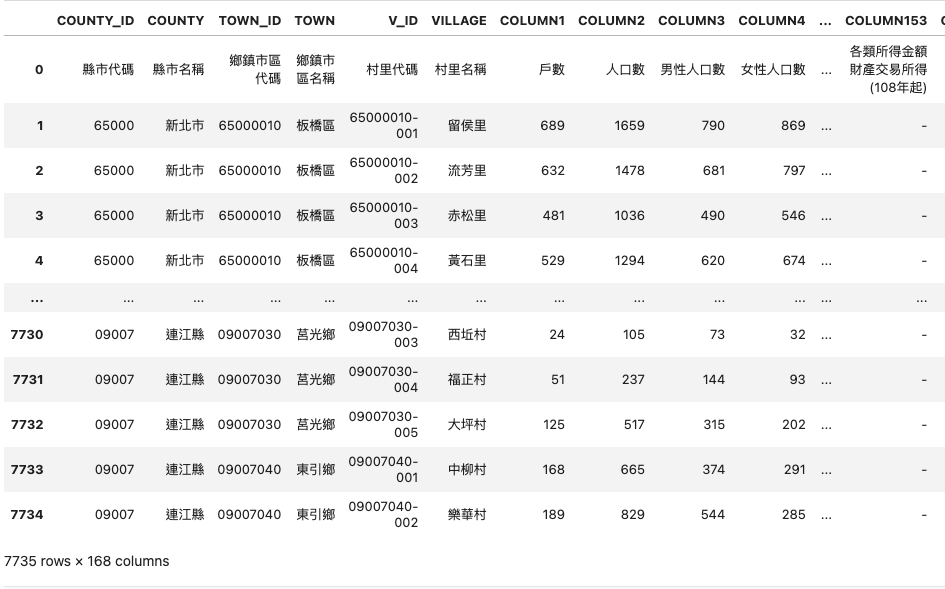 COUNTY_ID COUNTY TOWN_ID TOWN V_ID VILLAGE COLUMN1 COLUMN2 COLUMN3 COLUMN4 ... COLUMN153
0 縣市代碼 縣市名稱 鄉鎮市區代碼 鄉鎮市區名稱 村里代碼 村里名稱 戶數 人口數 男性人口數 女性人口數 ... 各類所得金額財產交易所得(108年起)
1 65000 新北市 65000010 板橋區 65000010-001 留侯里 689 1659 790 869 ... -
2 65000 新北市 65000010 板橋區 65000010-002 流芳里 632 1478 681 797 ... -
3 65000 新北市 65000010 板橋區 65000010-003 赤松里 481 1036 490 546 ... -
4 65000 新北市 65000010 板橋區 65000010-004 黃石里 529 1294 620 674 ... -
... ... ... ... ... ... ... ... ... ... ... ... ...
7730 09007 連江縣 09007030 莒光鄉 09007030-003 西坵村 24 105 73 32 ... -
7731 09007 連江縣 09007030 莒光鄉 09007030-004 福正村 51 237 144 93 ... -
7732 09007 連江縣 09007030 莒光鄉 09007030-005 大坪村 125 517 315 202 ... -
7733 09007 連江縣 09007040 東引鄉 09007040-001 中柳村 168 665 374 291 ... -
7734 09007 連江縣 09007040 東引鄉 09007040-002 樂華村 189 829 544 285 ... -
7735 rows × 168 columns